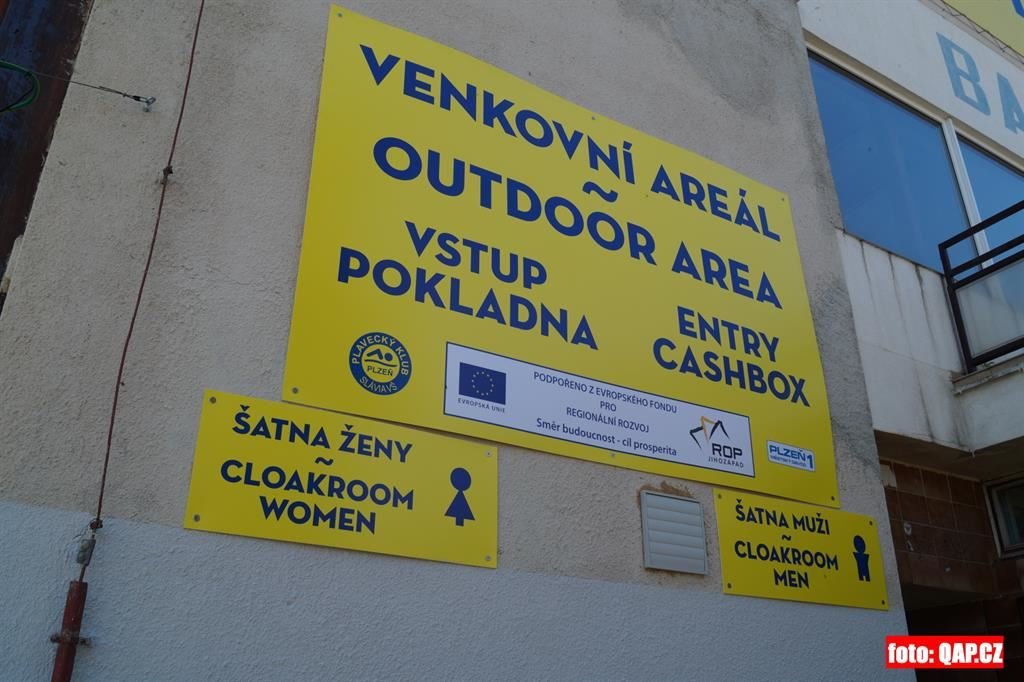 VENKOVNÍ AREÁL
~
OUTDOOR AREA
VSTUP
POKLADNA
ENTRY
CASHBOX
PLAVECKÝ KLUB
PLZEŇ
SLÁVIA VŠ
EVROPSKÁ UNIE
PODPOŘENO Z EVROPSKÉHO FONDU
PRO
REGIONÁLNÍ ROZVOJ
Směr budoucnost - cíl prosperita
ROP
JIHOZÁPAD
PLZEŇ 1
ŠATNA ŽENY
~
CLOAKROOM
WOMEN
ŠATNA MUŽI
~
CLOAKROOM
MEN
BA
foto: QAP.CZ